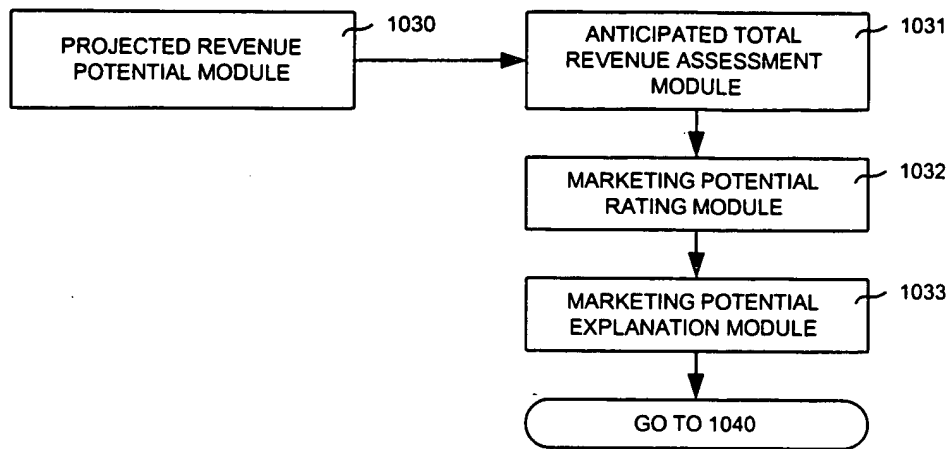 PROJECTED REVENUE
POTENTIAL MODULE
1030
ANTICIPATED TOTAL
REVENUE ASSESSMENT
MODULE
1031
MARKETING POTENTIAL
RATING MODULE
1032
MARKETING POTENTIAL
EXPLANATION MODULE
1033
GO TO 1040